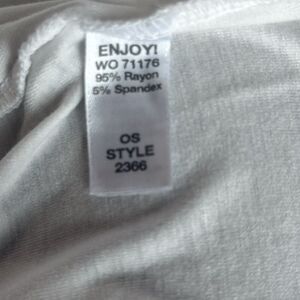 ENJOY!
WO 71176
95% Rayon
5% Spandex
OS
STYLE
2366